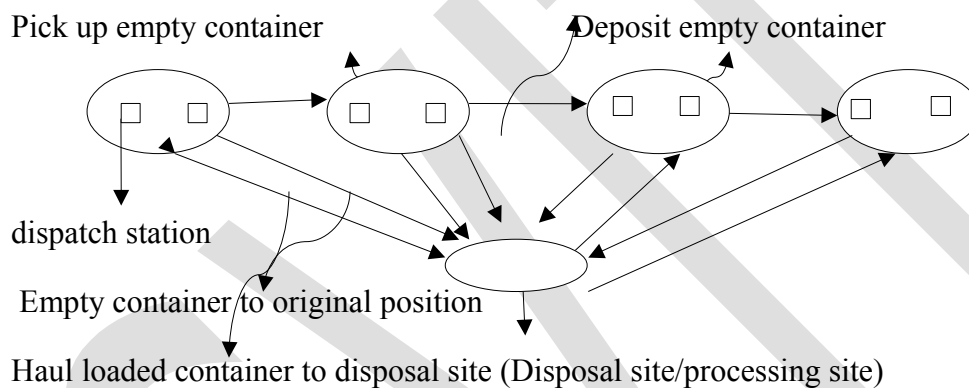 Pick up empty container Deposit empty container
dispatch station
Empty container to original position
Haul loaded container to disposal site (Disposal site/processing site)